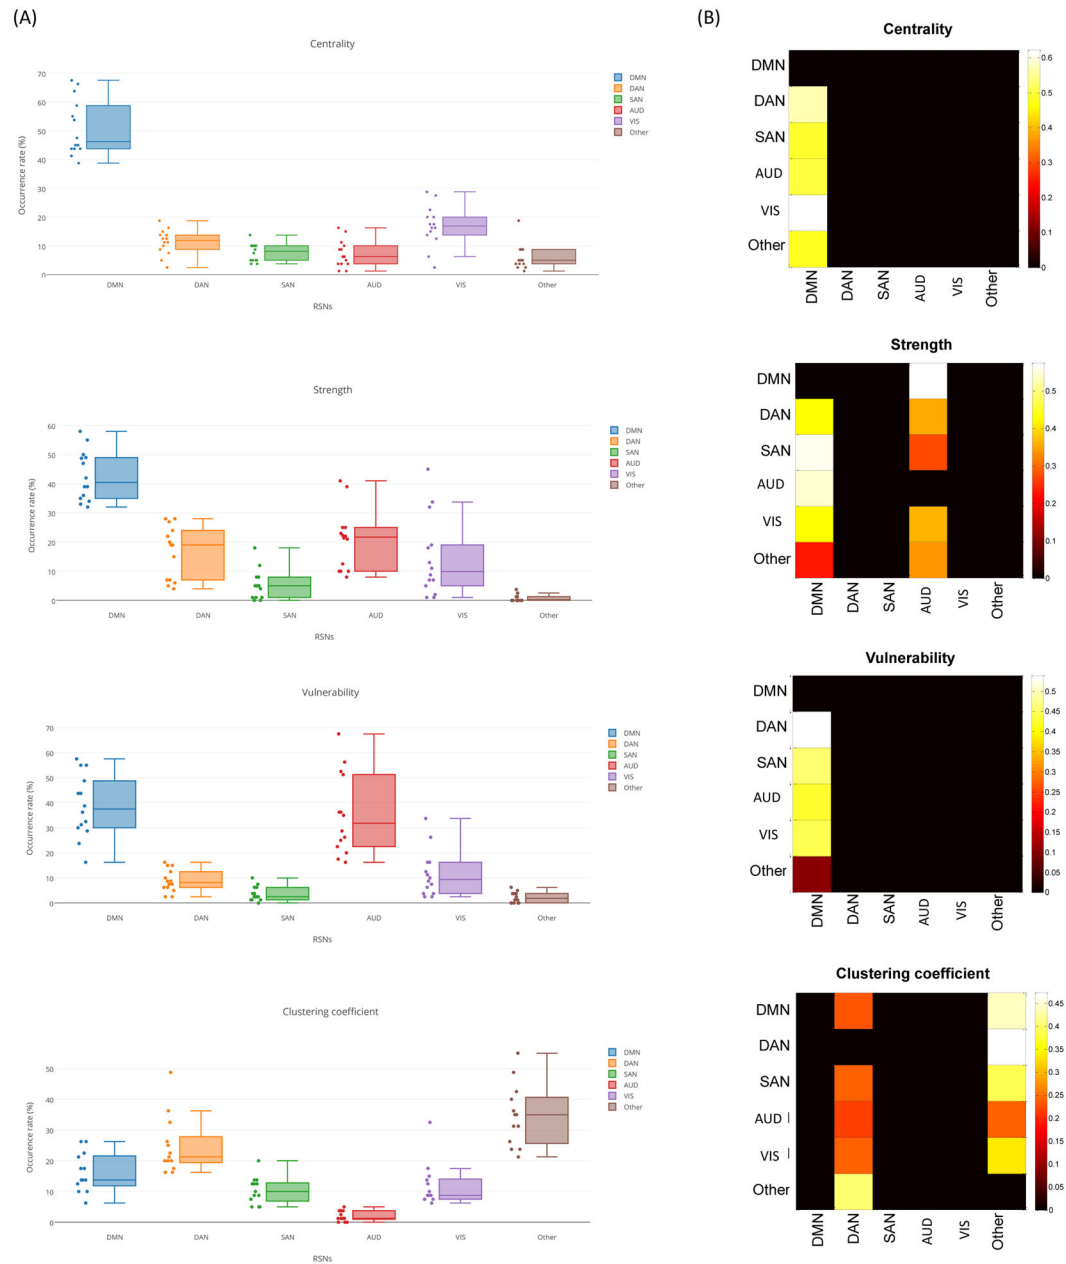 (A)
Centrality
Occurrence rate (%)
70
60
50
40
30
20
10
0
DMN
DAN
SAN
AUD
VIS
Other
RSNs
DMN
DAN
SAN
AUD
VIS
Other
Strength
Occurrence rate (%)
60
50
40
30
20
10
0
DMN
DAN
SAN
AUD
VIS
Other
RSNs
DMN
DAN
SAN
AUD
VIS
Other
Vulnerability
Occurrence rate (%)
70
60
50
40
30
20
10
0
DMN
DAN
SAN
AUD
VIS
Other
RSNs
DMN
DAN
SAN
AUD
VIS
Other
Clustering coefficient
Occurence rate (%)
50
40
30
20
10
0
DMN
DAN
SAN
AUD
VIS
Other
RSNs
DMN
DAN
SAN
AUD
VIS
Other
(B)
Centrality
DMN
DAN
SAN
AUD
VIS
Other
DMN
DAN
SAN
AUD
VIS
Other
0.6
0.5
0.4
0.3
0.2
0.1
0
Strength
DMN
DAN
SAN
AUD
VIS
Other
DMN
DAN
SAN
AUD
VIS
Other
0.5
0.4
0.3
0.2
0.1
0
Vulnerability
DMN
DAN
SAN
AUD
VIS
Other
DMN
DAN
SAN
AUD
VIS
Other
0.5
0.45
0.4
0.35
0.3
0.25
0.2
0.15
0.1
0.05
0
Clustering coefficient
DMN
DAN
SAN
AUD
VIS
Other
DMN
DAN
SAN
AUD
VIS
Other
0.45
0.4
0.35
0.3
0.25
0.2
0.15
0.1
0.05
0